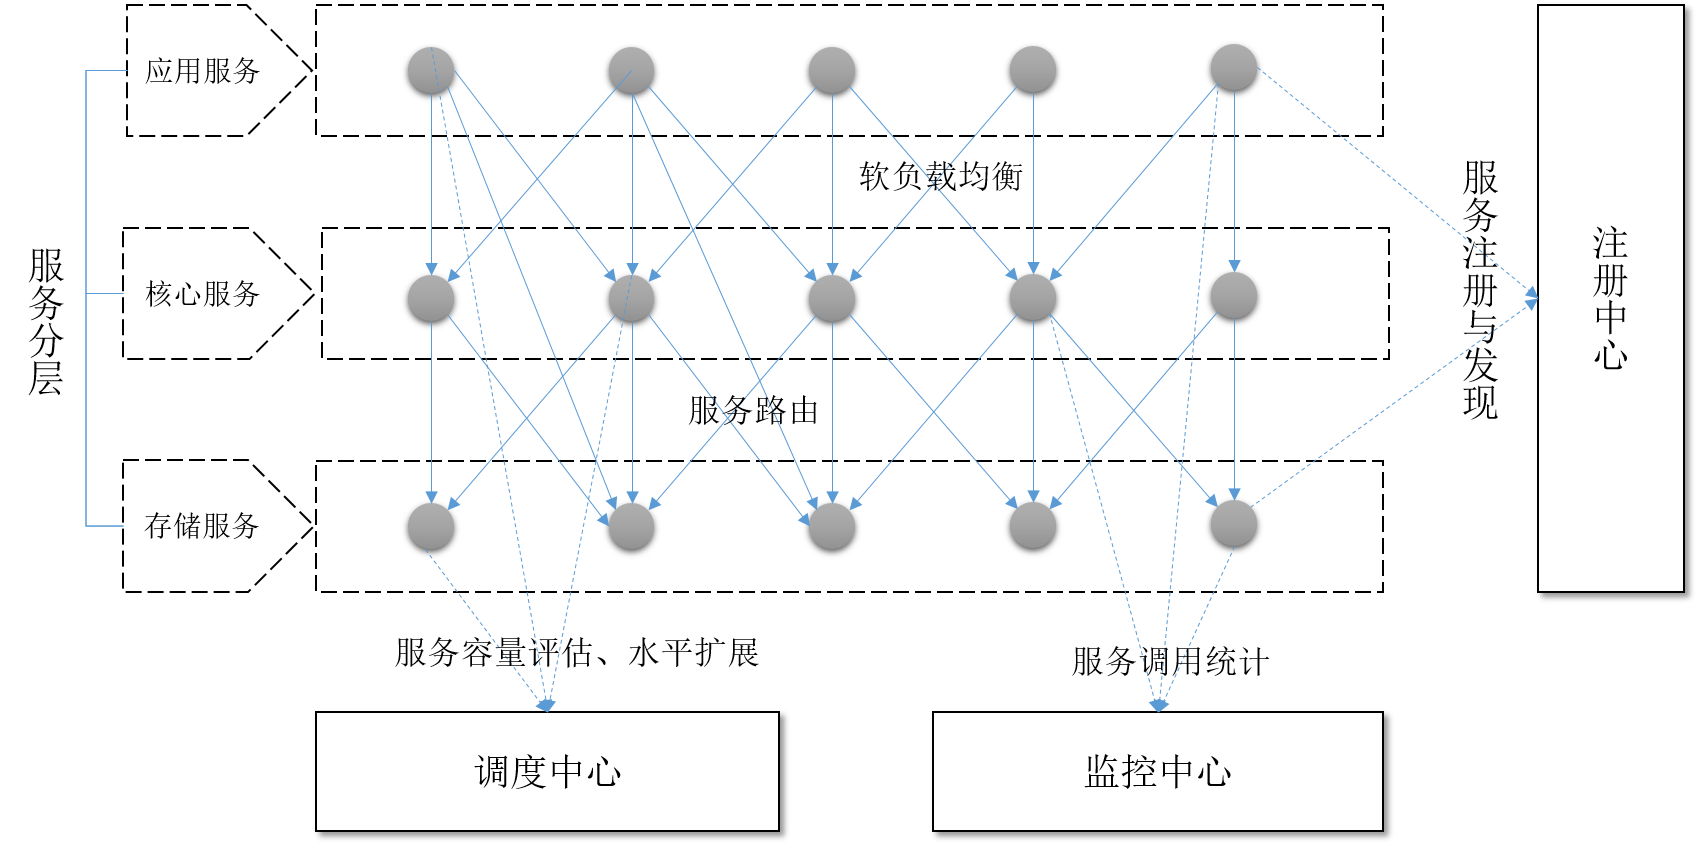 应用服务
软负载均衡
服务分层
核心服务
服务注册与发现
注册中心
服务路由
存储服务
服务容量评估、水平扩展
服务调用统计
调度中心
监控中心